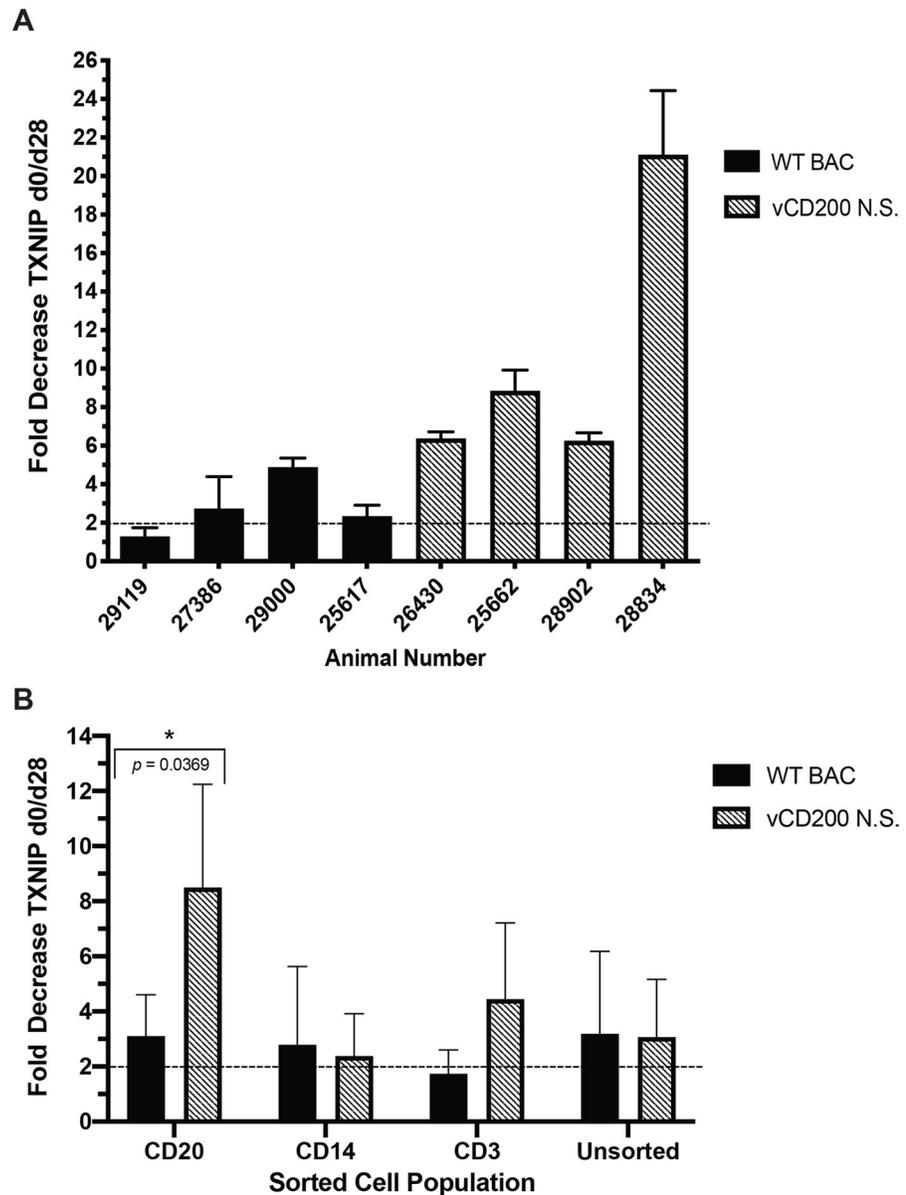 A
Fold Decrease TXNIP d0/d28
26
24
22
20
18
16
14
12
10
8
6
4
2
0
WT BAC
vCD200 N.S.
29119
27386
29000
25617
26430
25662
28902
28834
Animal Number
B
Fold Decrease TXNIP d0/d28
14
12
10
8
6
4
2
0
*
p = 0.0369
WT BAC
vCD200 N.S.
CD20
CD14
CD3
Unsorted
Sorted Cell Population